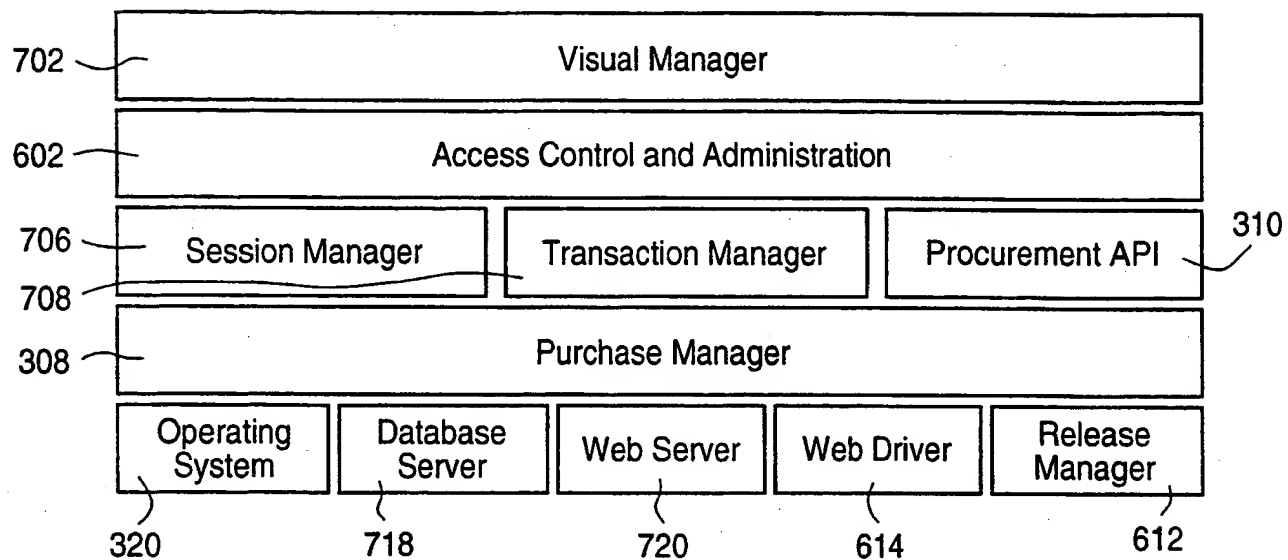 702
Visual Manager
602
Access Control and Administration
706
Session Manager
Transaction Manager
Procurement API
310
708
308
Purchase Manager
Operating
System
Database
Server
Web Server
Web Driver
Release
Manager
320
718
720
614
612